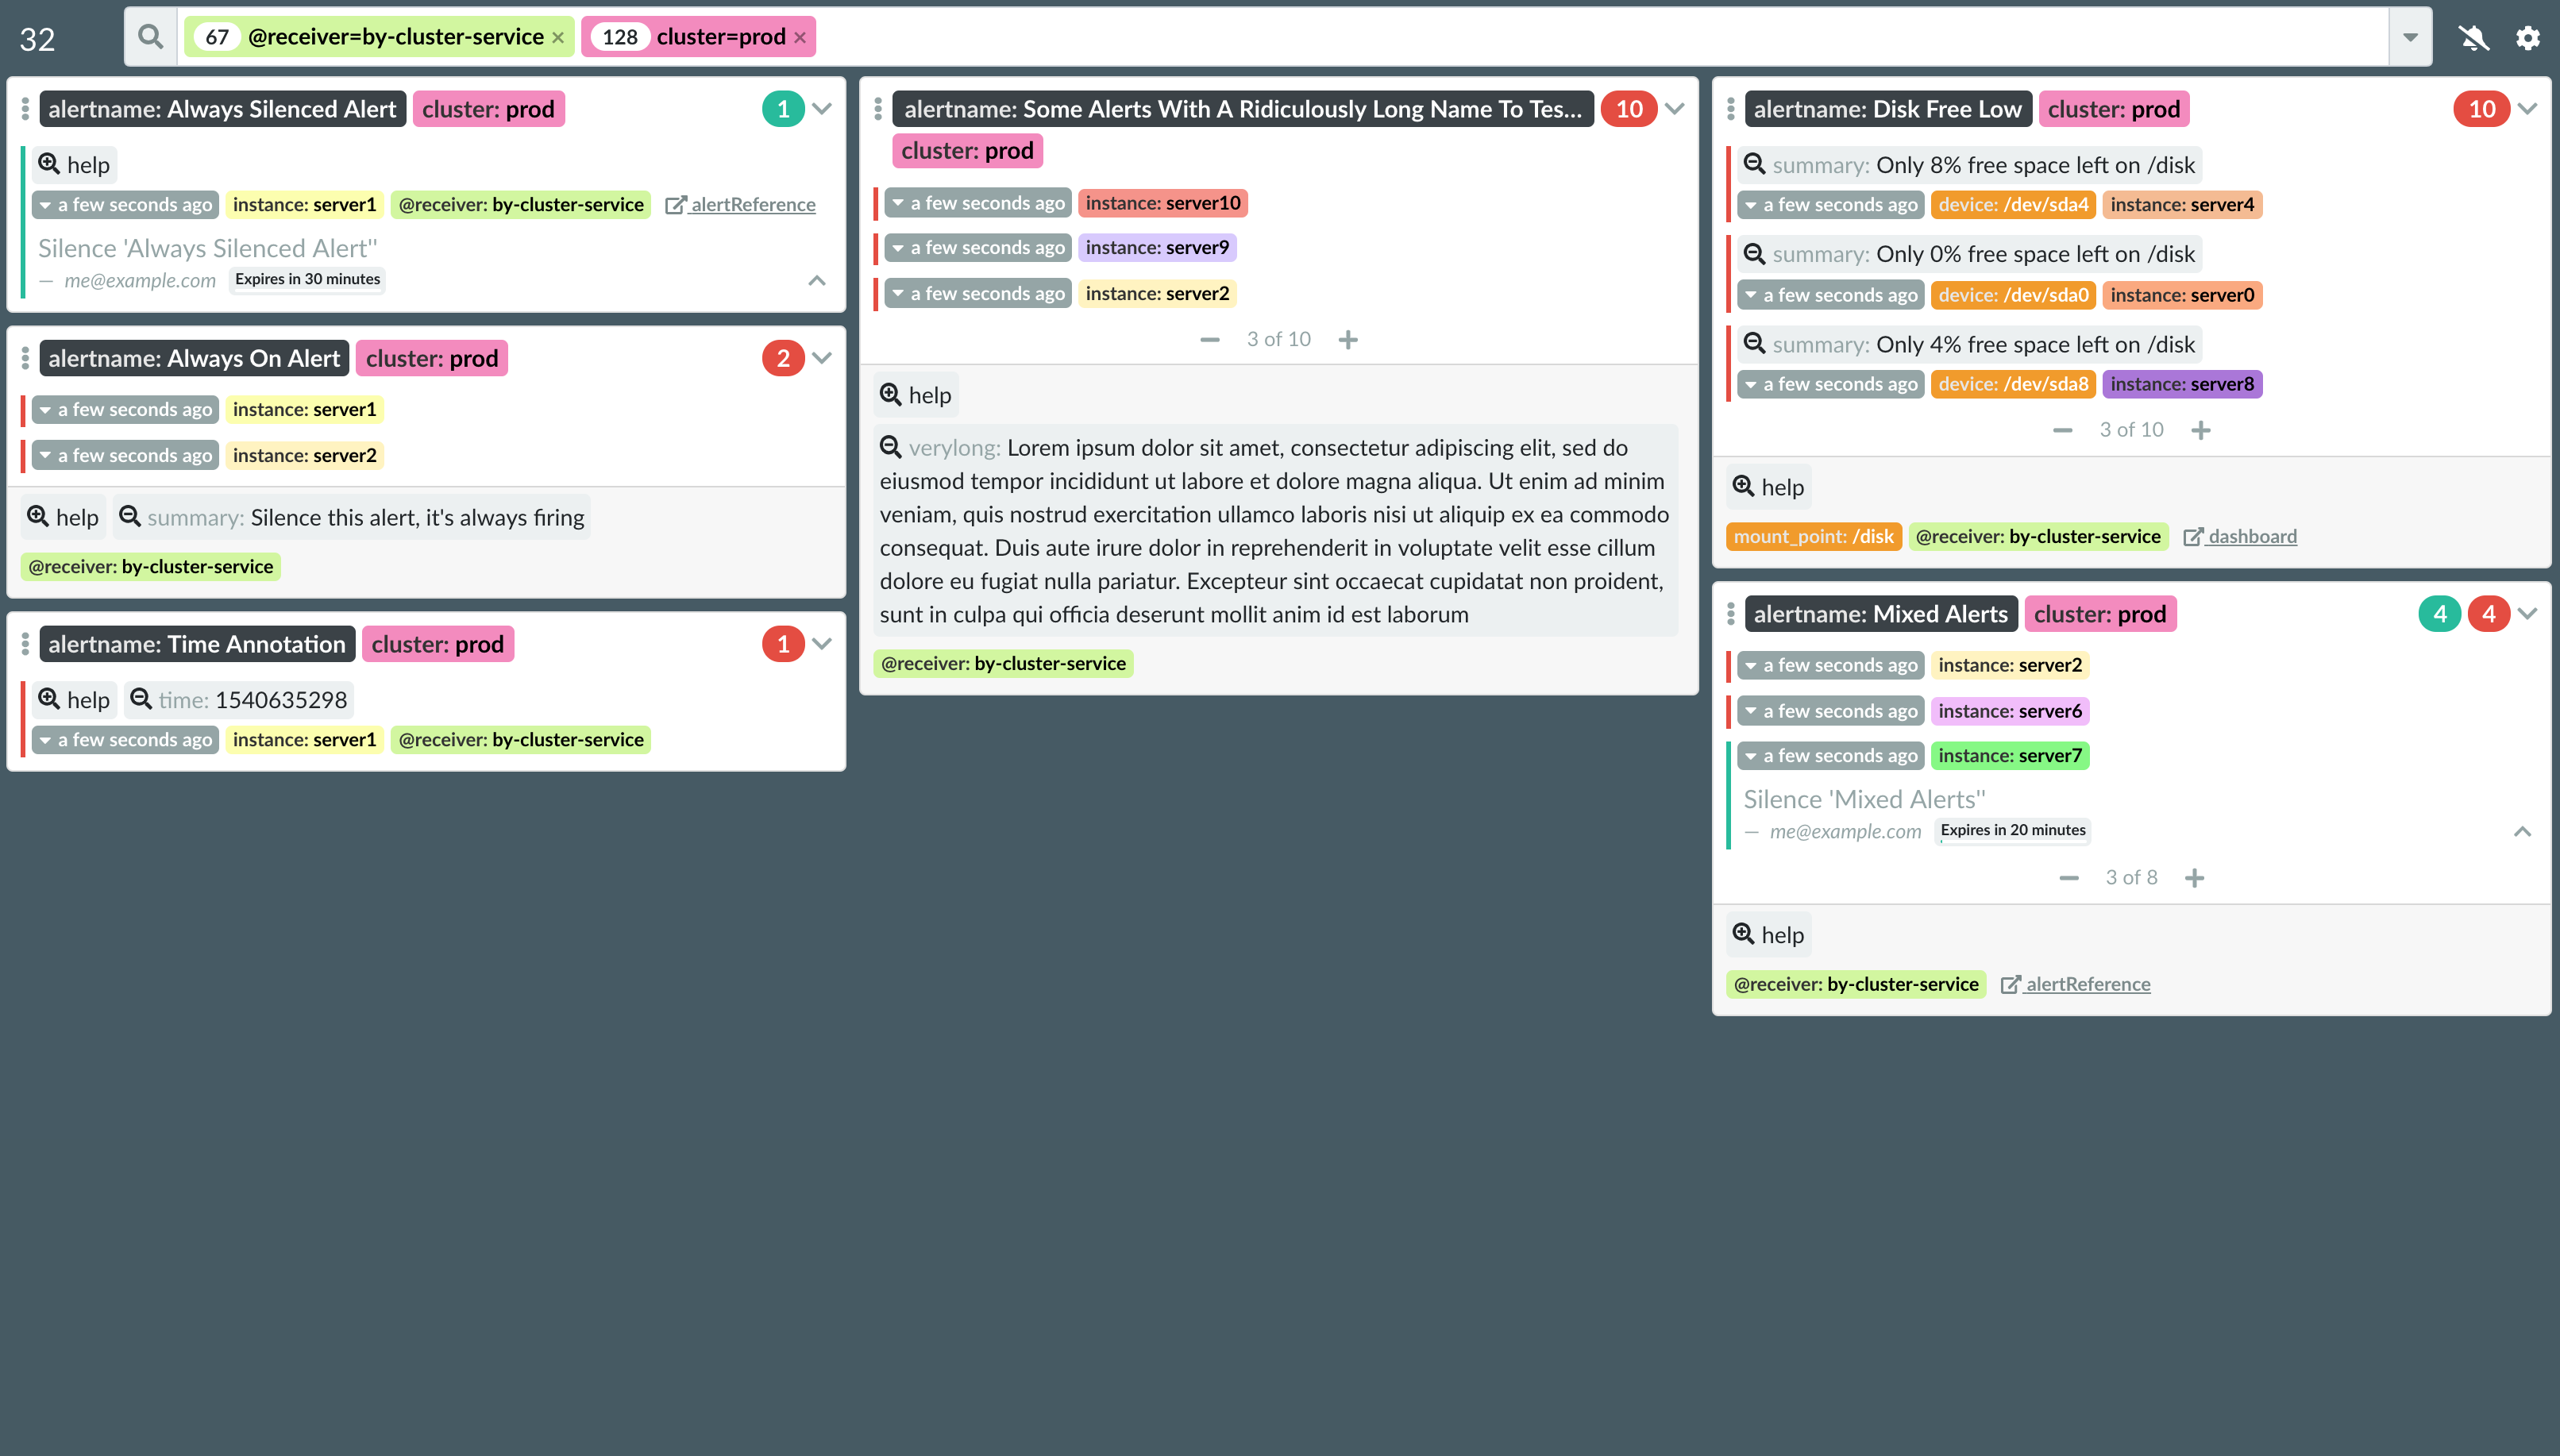 32
67 @receiver=by-cluster-service ×
128 cluster=prod ×
alertname: Always Silenced Alert cluster: prod 1
help
a few seconds ago instance: server1 @receiver: by-cluster-service alertReference
Silence 'Always Silenced Alert''
— me@example.com Expires in 30 minutes
alertname: Always On Alert cluster: prod 2
a few seconds ago instance: server1
a few seconds ago instance: server2
help summary: Silence this alert, it's always firing
@receiver: by-cluster-service
alertname: Time Annotation cluster: prod 1
help time: 1540635298
a few seconds ago instance: server1 @receiver: by-cluster-service
alertname: Some Alerts With A Ridiculously Long Name To Tes... 10
cluster: prod
a few seconds ago instance: server10
a few seconds ago instance: server9
a few seconds ago instance: server2
3 of 10
help
verylong: Lorem ipsum dolor sit amet, consectetur adipiscing elit, sed do
eiusmod tempor incididunt ut labore et dolore magna aliqua. Ut enim ad minim
veniam, quis nostrud exercitation ullamco laboris nisi ut aliquip ex ea commodo
consequat. Duis aute irure dolor in reprehenderit in voluptate velit esse cillum
dolore eu fugiat nulla pariatur. Excepteur sint occaecat cupidatat non proident,
sunt in culpa qui officia deserunt mollit anim id est laborum
@receiver: by-cluster-service
alertname: Disk Free Low cluster: prod 10
summary: Only 8% free space left on /disk
a few seconds ago device: /dev/sda4 instance: server4
summary: Only 0% free space left on /disk
a few seconds ago device: /dev/sda0 instance: server0
summary: Only 4% free space left on /disk
a few seconds ago device: /dev/sda8 instance: server8
3 of 10
help
mount_point: /disk @receiver: by-cluster-service dashboard
alertname: Mixed Alerts cluster: prod 4 4
a few seconds ago instance: server2
a few seconds ago instance: server6
a few seconds ago instance: server7
Silence 'Mixed Alerts''
— me@example.com Expires in 20 minutes
3 of 8
help
@receiver: by-cluster-service alertReference